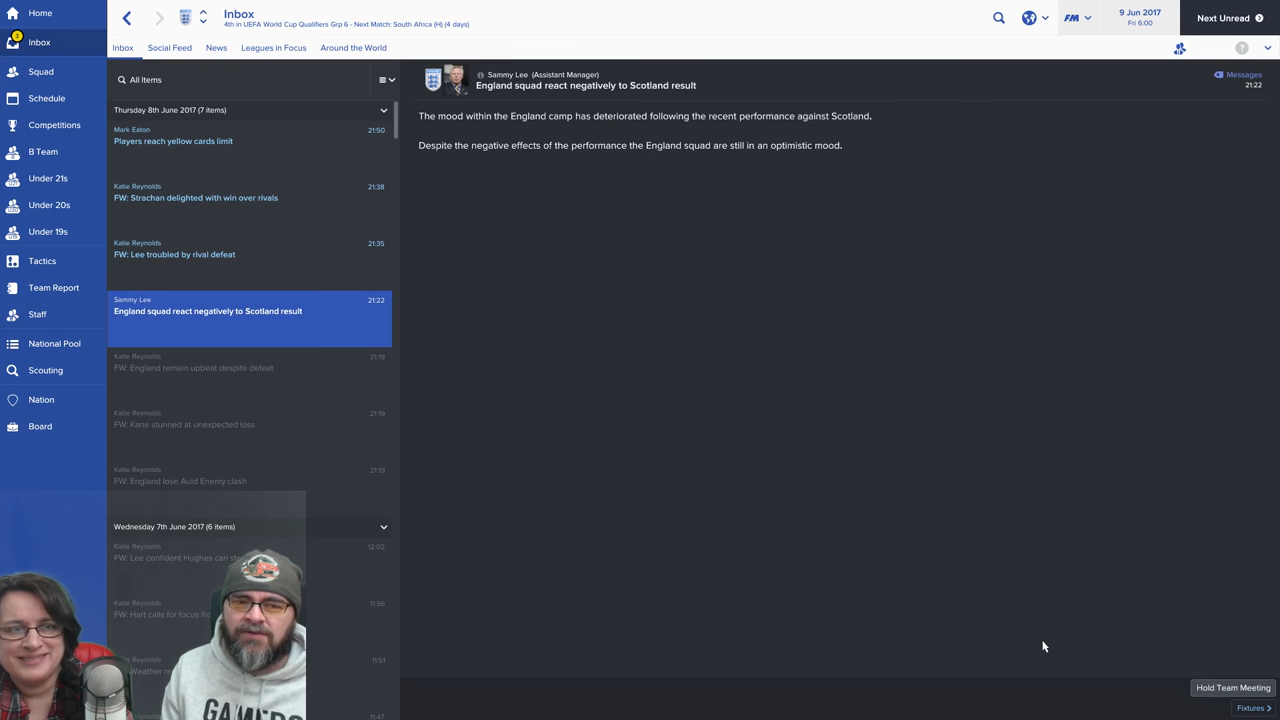 Home
3
Inbox
Squad
Schedule
Competitions
B Team
Under 21s
Under 20s
Under 19s
Tactics
Team Report
Staff
National Pool
Scouting
Nation
Board
Inbox
4th in UEFA World Cup Qualifiers Grp 6 - Next Match: South Africa (H) (4 days)
FM
9 Jun 2017
Fri 6:00
Next Unread
Inbox
Social Feed
News
Leagues in Focus
Around the World
?
All Items
Thursday 8th June 2017 (7 items)
Mark Eaton 21:50
Players reach yellow cards limit
Katie Reynolds 21:38
FW: Strachan delighted with win over rivals
Katie Reynolds 21:35
FW: Lee troubled by rival defeat
Sammy Lee 21:22
England squad react negatively to Scotland result
Katie Reynolds 21:19
FW: England remain upbeat despite defeat
Katie Reynolds 21:19
FW: Kane stunned at unexpected loss
Katie Reynolds 21:19
FW: England lose Auld Enemy clash
Wednesday 7th June 2017 (6 items)
Katie Reynolds 12:02
FW: Lee confident Hughes can
Katie Reynolds 11:56
FW: Hart calls for focus
Reynolds 11:51
Weather
11:47
Sammy Lee (Assistant Manager)
England squad react negatively to Scotland result
Messages
21:22
The mood within the England camp has deteriorated following the recent performance against Scotland.
Despite the negative effects of the performance the England squad are still in an optimistic mood.
Hold Team Meeting
Fixtures